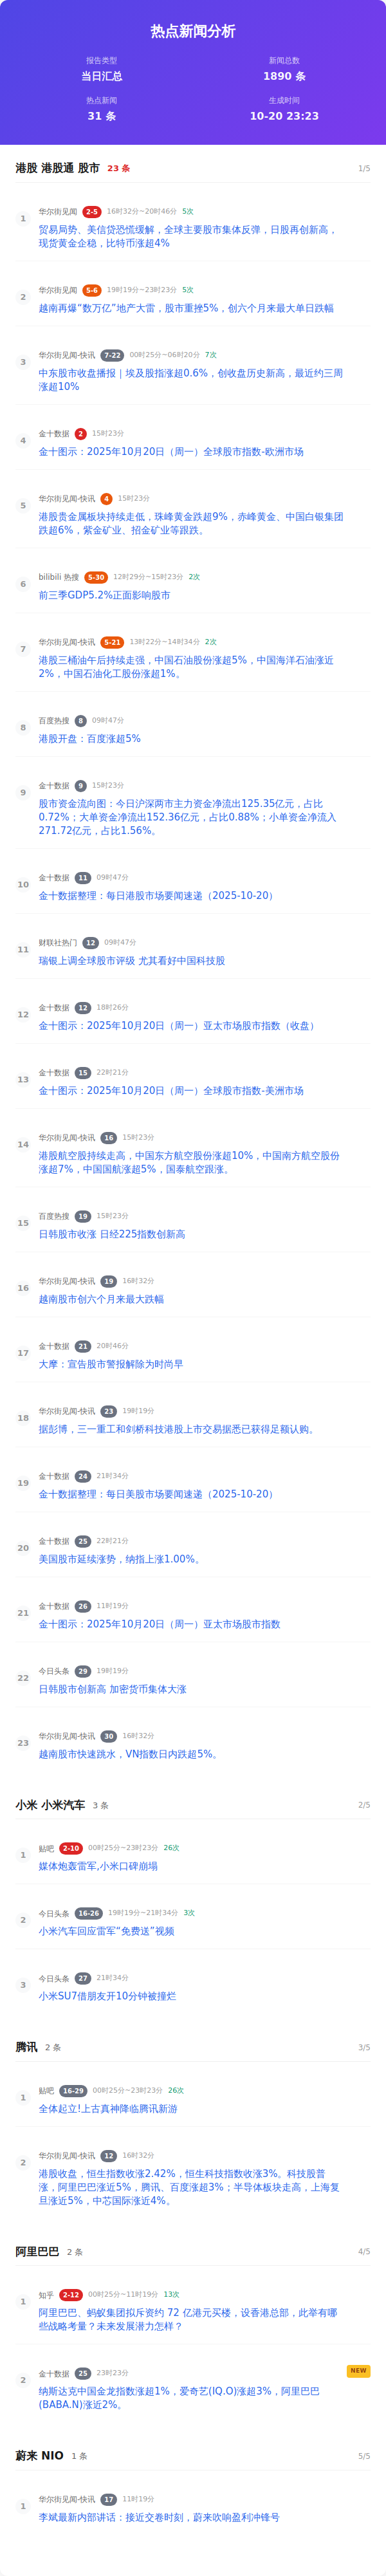 热点新闻分析
报告类型
当日汇总
新闻总数
1890 条
热点新闻
31 条
生成时间
10-20 23:23
港股 港股通 股市 23 条 1/5
1
华尔街见闻 2-5 16时32分~20时46分 5次
贸易局势、美信贷恐慌缓解，全球主要股市集体反弹，日股再创新高，
现货黄金企稳，比特币涨超4%
2
华尔街见闻 5-6 19时19分~23时23分 5次
越南再爆“数万亿”地产大雷，股市重挫5%，创六个月来最大单日跌幅
3
华尔街见闻-快讯 7-22 00时25分~06时20分 7次
中东股市收盘播报｜埃及股指涨超0.6%，创收盘历史新高，最近约三周
涨超10%
4
金十数据 2 15时23分
金十图示：2025年10月20日（周一）全球股市指数-欧洲市场
5
华尔街见闻-快讯 4 15时23分
港股贵金属板块持续走低，珠峰黄金跌超9%，赤峰黄金、中国白银集团
跌超6%，紫金矿业、招金矿业等跟跌。
6
bilibili 热搜 5-30 12时29分~15时23分 2次
前三季GDP5.2%正面影响股市
7
华尔街见闻-快讯 5-21 13时22分~14时34分 2次
港股三桶油午后持续走强，中国石油股份涨超5%，中国海洋石油涨近
2%，中国石油化工股份涨超1%。
8
百度热搜 8 09时47分
港股开盘：百度涨超5%
9
金十数据 9 15时23分
股市资金流向图：今日沪深两市主力资金净流出125.35亿元，占比
0.72%；大单资金净流出152.36亿元，占比0.88%；小单资金净流入
271.72亿元，占比1.56%。
10
金十数据 11 09时47分
金十数据整理：每日港股市场要闻速递（2025-10-20）
11
财联社热门 12 09时47分
瑞银上调全球股市评级 尤其看好中国科技股
12
金十数据 12 18时26分
金十图示：2025年10月20日（周一）亚太市场股市指数（收盘）
13
金十数据 15 22时21分
金十图示：2025年10月20日（周一）全球股市指数-美洲市场
14
华尔街见闻-快讯 16 15时23分
港股航空股持续走高，中国东方航空股份涨超10%，中国南方航空股份
涨超7%，中国国航涨超5%，国泰航空跟涨。
15
百度热搜 19 15时23分
日韩股市收涨 日经225指数创新高
16
华尔街见闻-快讯 19 16时32分
越南股市创六个月来最大跌幅
17
金十数据 21 20时46分
大摩：宣告股市警报解除为时尚早
18
华尔街见闻-快讯 23 19时19分
据彭博，三一重工和剑桥科技港股上市交易据悉已获得足额认购。
19
金十数据 24 21时34分
金十数据整理：每日美股市场要闻速递（2025-10-20）
20
金十数据 25 22时21分
美国股市延续涨势，纳指上涨1.00%。
21
金十数据 26 11时19分
金十图示：2025年10月20日（周一）亚太市场股市指数
22
今日头条 29 19时19分
日韩股市创新高 加密货币集体大涨
23
华尔街见闻-快讯 30 16时32分
越南股市快速跳水，VN指数日内跌超5%。
小米 小米汽车 3 条 2/5
1
贴吧 2-10 00时25分~23时23分 26次
媒体炮轰雷军,小米口碑崩塌
2
今日头条 16-26 19时19分~21时34分 3次
小米汽车回应雷军“免费送”视频
3
今日头条 27 21时34分
小米SU7借朋友开10分钟被撞烂
腾讯 2 条 3/5
1
贴吧 16-29 00时25分~23时23分 26次
全体起立!上古真神降临腾讯新游
2
华尔街见闻-快讯 12 16时32分
港股收盘，恒生指数收涨2.42%，恒生科技指数收涨3%。科技股普
涨，阿里巴巴涨近5%，腾讯、百度涨超3%；半导体板块走高，上海复
旦涨近5%，中芯国际涨近4%。
阿里巴巴 2 条 4/5
1
知乎 2-12 00时25分~11时19分 13次
阿里巴巴、蚂蚁集团拟斥资约 72 亿港元买楼，设香港总部，此举有哪
些战略考量？未来发展潜力怎样？
2
金十数据 25 23时23分 NEW
纳斯达克中国金龙指数涨超1%，爱奇艺(IQ.O)涨超3%，阿里巴巴
(BABA.N)涨近2%。
蔚来 NIO 1 条 5/5
1
华尔街见闻-快讯 17 11时19分
李斌最新内部讲话：接近交卷时刻，蔚来吹响盈利冲锋号